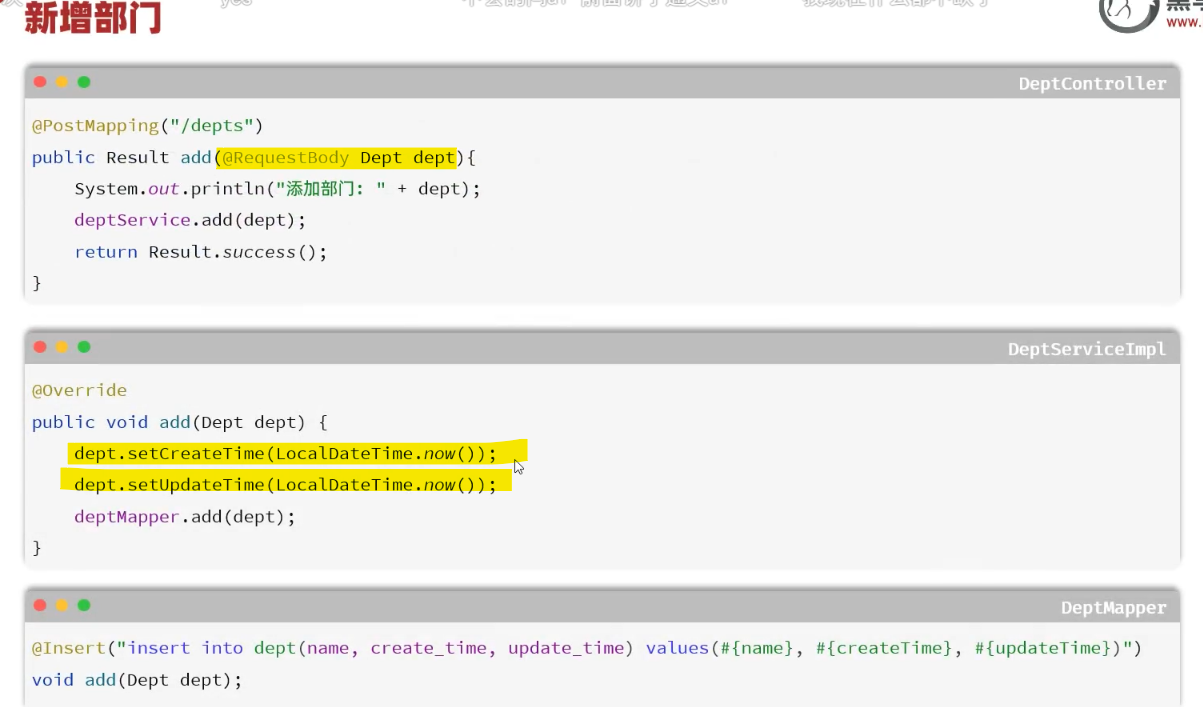 yes
新增部门
www.
DeptController
@PostMapping("/depts")
public Result add(@RequestBody Dept dept){
System.out.println("添加部门: " + dept);
deptService.add(dept);
return Result.success();
}
DeptServiceImpl
@Override
public void add(Dept dept) {
dept.setCreateTime(LocalDateTime.now());
dept.setUpdateTime(LocalDateTime.now());
deptMapper.add(dept);
}
DeptMapper
@Insert("insert into dept(name, create_time, update_time) values(#{name}, #{createTime}, #{updateTime})")
void add(Dept dept);